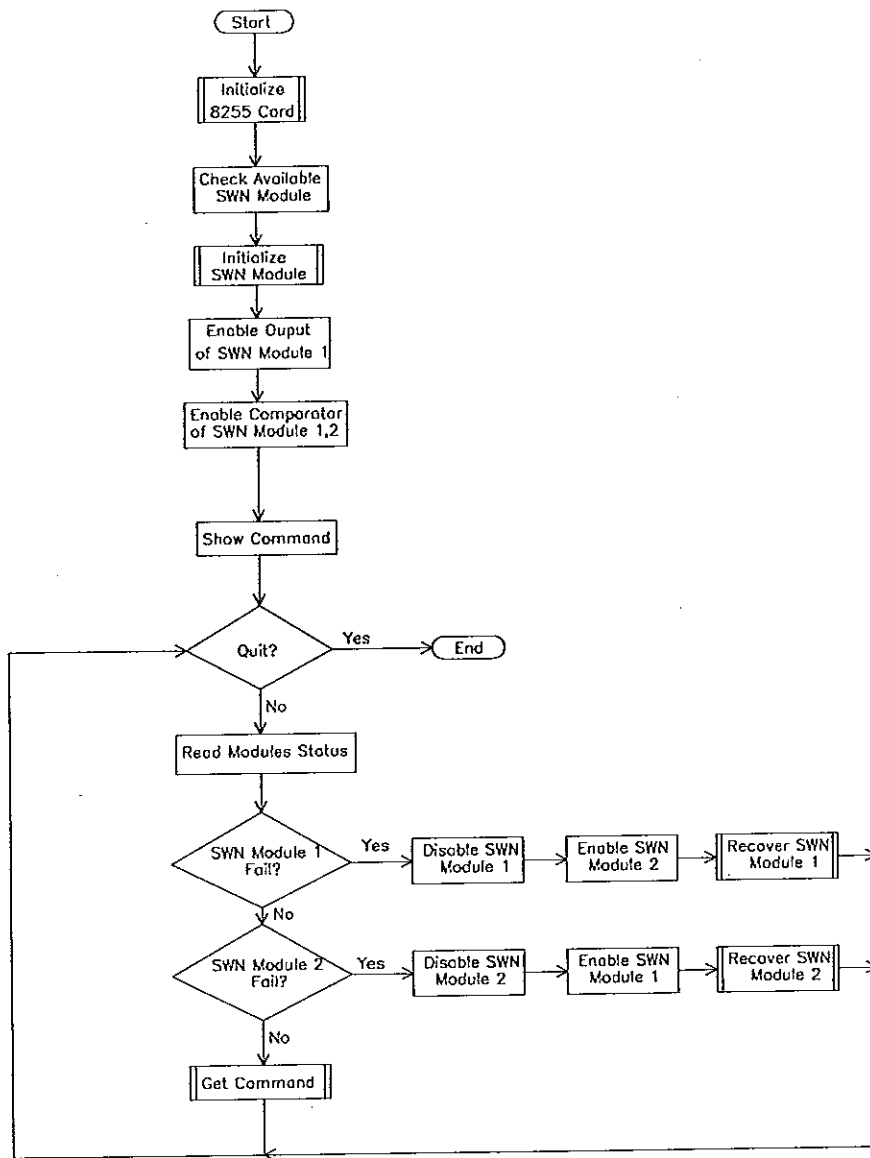 Start
Initialize
8255 Card
Check Available
SWN Module
Initialize
SWN Module
Enable Ouput
of SWN Module 1
Enable Comparator
of SWN Module 1,2
Show Command
Quit?
Yes
End
No
Read Modules Status
SWN Module 1
Fail?
Yes
Disable SWN
Module 1
Enable SWN
Module 2
Recover SWN
Module 1
No
SWN Module 2
Fail?
Yes
Disable SWN
Module 2
Enable SWN
Module 1
Recover SWN
Module 2
No
Get Command